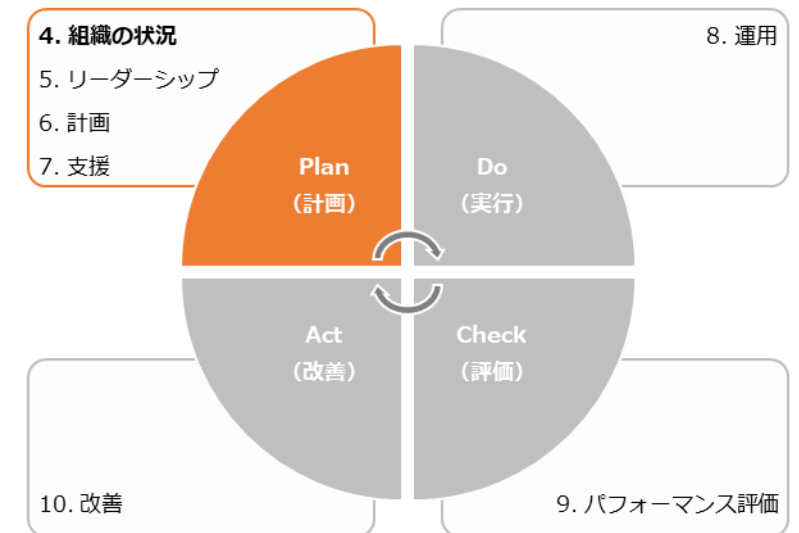 4. 組織の状況
5. リーダーシップ
6. 計画
7. 支援
8. 運用
Plan
（計画）
Do
（実行）
Act
（改善）
Check
（評価）
10. 改善
9. パフォーマンス評価